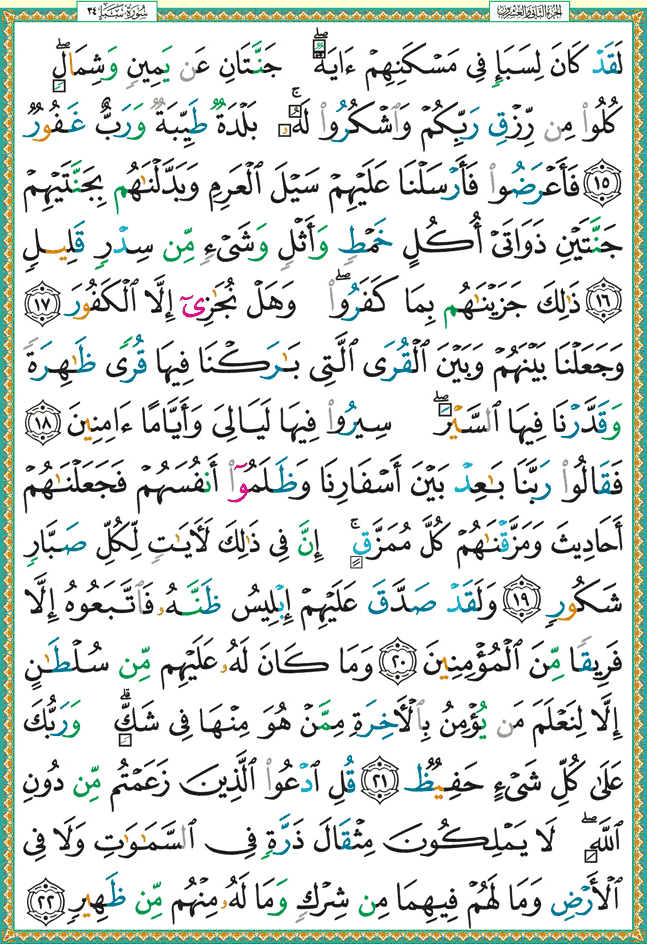 الجزء الثاني والعشرون
سُورَةُ سَبَإٍ ٣٤
لَقَدْ كَانَ لِسَبَإٍ فِى مَسْكَنِهِمْ ءَايَةٌۖ جَنَّتَانِ عَن يَمِينٍ وَشِمَالٍۖ
كُلُوا۟ مِن رِّزْقِ رَبِّكُمْ وَٱشْكُرُوا۟ لَهُۥۚ بَلْدَةٌ طَيِّبَةٌ وَرَبٌّ غَفُورٌ
١٥ فَأَعْرَضُوا۟ فَأَرْسَلْنَا عَلَيْهِمْ سَيْلَ ٱلْعَرِمِ وَبَدَّلْنَٰهُم بِجَنَّتَيْهِمْ
جَنَّتَيْنِ ذَوَاتَىْ أُكُلٍ خَمْطٍ وَأَثْلٍ وَشَىْءٍ مِّن سِدْرٍ قَلِيلٍ
١٦ ذَٰلِكَ جَزَيْنَٰهُم بِمَا كَفَرُوا۟ۖ وَهَلْ نُجَٰزِىٓ إِلَّا ٱلْكَفُورَ ١٧
وَجَعَلْنَا بَيْنَهُمْ وَبَيْنَ ٱلْقُرَى ٱلَّتِى بَٰرَكْنَا فِيهَا قُرًى ظَٰهِرَةً
وَقَدَّرْنَا فِيهَا ٱلسَّيْرَۖ سِيرُوا۟ فِيهَا لَيَالِىَ وَأَيَّامًا ءَامِنِينَ ١٨
فَقَالُوا۟ رَبَّنَا بَٰعِدْ بَيْنَ أَسْفَارِنَا وَظَلَمُوٓا۟ أَنفُسَهُمْ فَجَعَلْنَٰهُمْ
أَحَادِيثَ وَمَزَّقْنَٰهُمْ كُلَّ مُمَزَّقٍۚ إِنَّ فِى ذَٰلِكَ لَءَايَٰتٍ لِّكُلِّ صَبَّارٍ
شَكُورٍ ١٩ وَلَقَدْ صَدَّقَ عَلَيْهِمْ إِبْلِيسُ ظَنَّهُۥ فَٱتَّبَعُوهُ إِلَّا
فَرِيقًا مِّنَ ٱلْمُؤْمِنِينَ ٢٠ وَمَا كَانَ لَهُۥ عَلَيْهِم مِّن سُلْطَٰنٍ
إِلَّا لِنَعْلَمَ مَن يُؤْمِنُ بِٱلْءَاخِرَةِ مِمَّنْ هُوَ مِنْهَا فِى شَكٍّۗ وَرَبُّكَ
عَلَىٰ كُلِّ شَىْءٍ حَفِيظٌ ٢١ قُلِ ٱدْعُوا۟ ٱلَّذِينَ زَعَمْتُم مِّن دُونِ
ٱللَّهِۖ لَا يَمْلِكُونَ مِثْقَالَ ذَرَّةٍ فِى ٱلسَّمَٰوَٰتِ وَلَا فِى
ٱلْأَرْضِ وَمَا لَهُمْ فِيهِمَا مِن شِرْكٍ وَمَا لَهُۥ مِنْهُم مِّن ظَهِيرٍ ٢٢